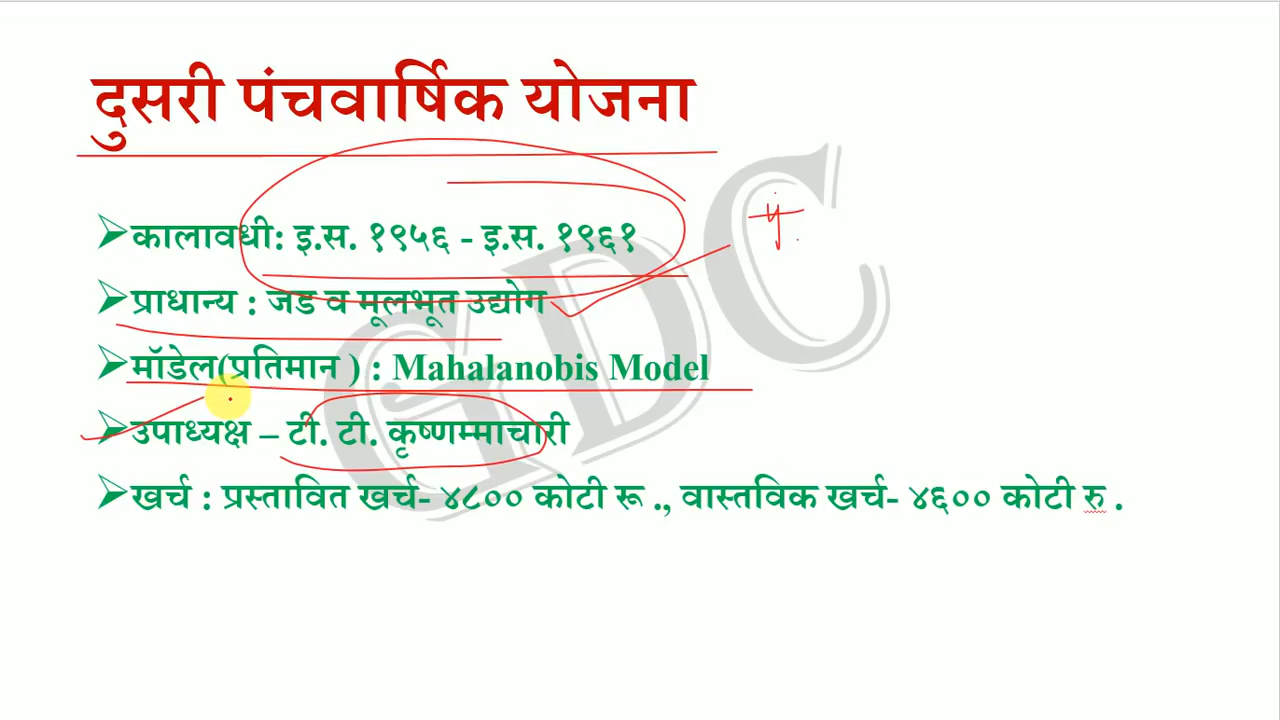 दुसरी पंचवार्षिक योजना
कालावधी: इ.स. १९५६ - इ.स. १९६१
प्राधान्य : जड व मूलभूत उद्योग
मॉडेल(प्रतिमान ) : Mahalanobis Model
उपाध्यक्ष – टी. टी. कृष्णम्माचारी
खर्च : प्रस्तावित खर्च- ४८०० कोटी रू ., वास्तविक खर्च- ४६०० कोटी रु .
GDC